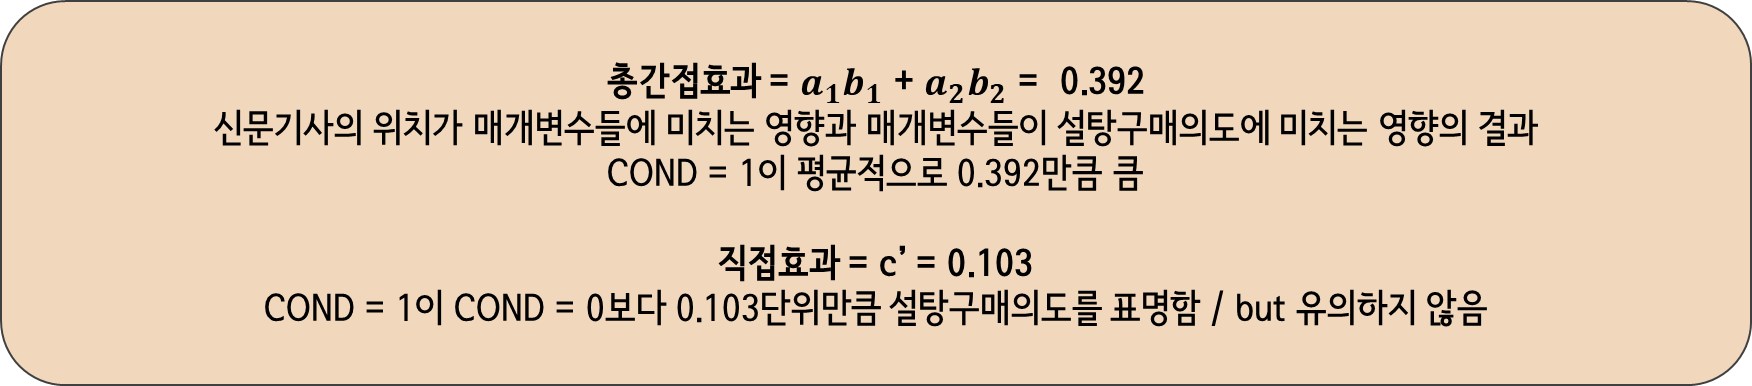 총간접효과 = a₁b₁ + a₂b₂ = 0.392
신문기사의 위치가 매개변수들에 미치는 영향과 매개변수들이 설탕구매의도에 미치는 영향의 결과
COND = 1이 평균적으로 0.392만큼 큼
직접효과 = c’ = 0.103
COND = 1이 COND = 0보다 0.103단위만큼 설탕구매의도를 표명함 / but 유의하지 않음